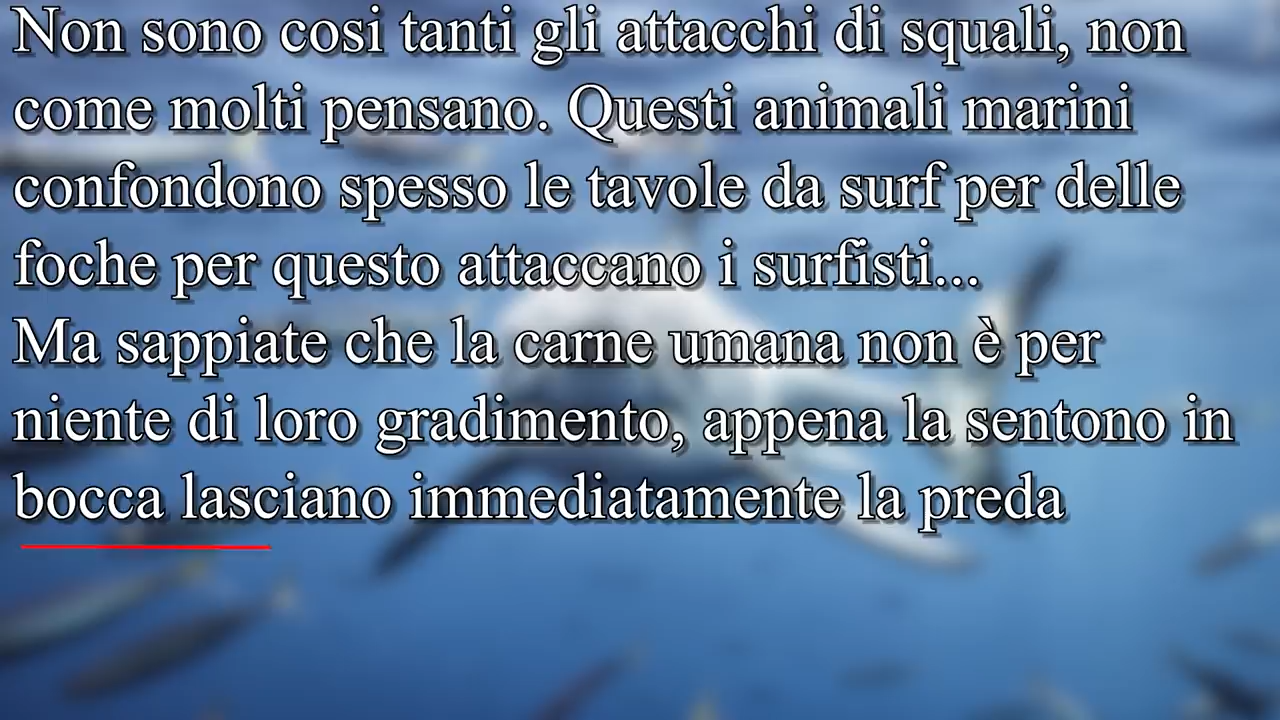 Non sono cosi tanti gli attacchi di squali, non
come molti pensano. Questi animali marini
confondono spesso le tavole da surf per delle
foche per questo attaccano i surfisti...
Ma sappiate che la carne umana non è per
niente di loro gradimento, appena la sentono in
bocca lasciano immediatamente la preda